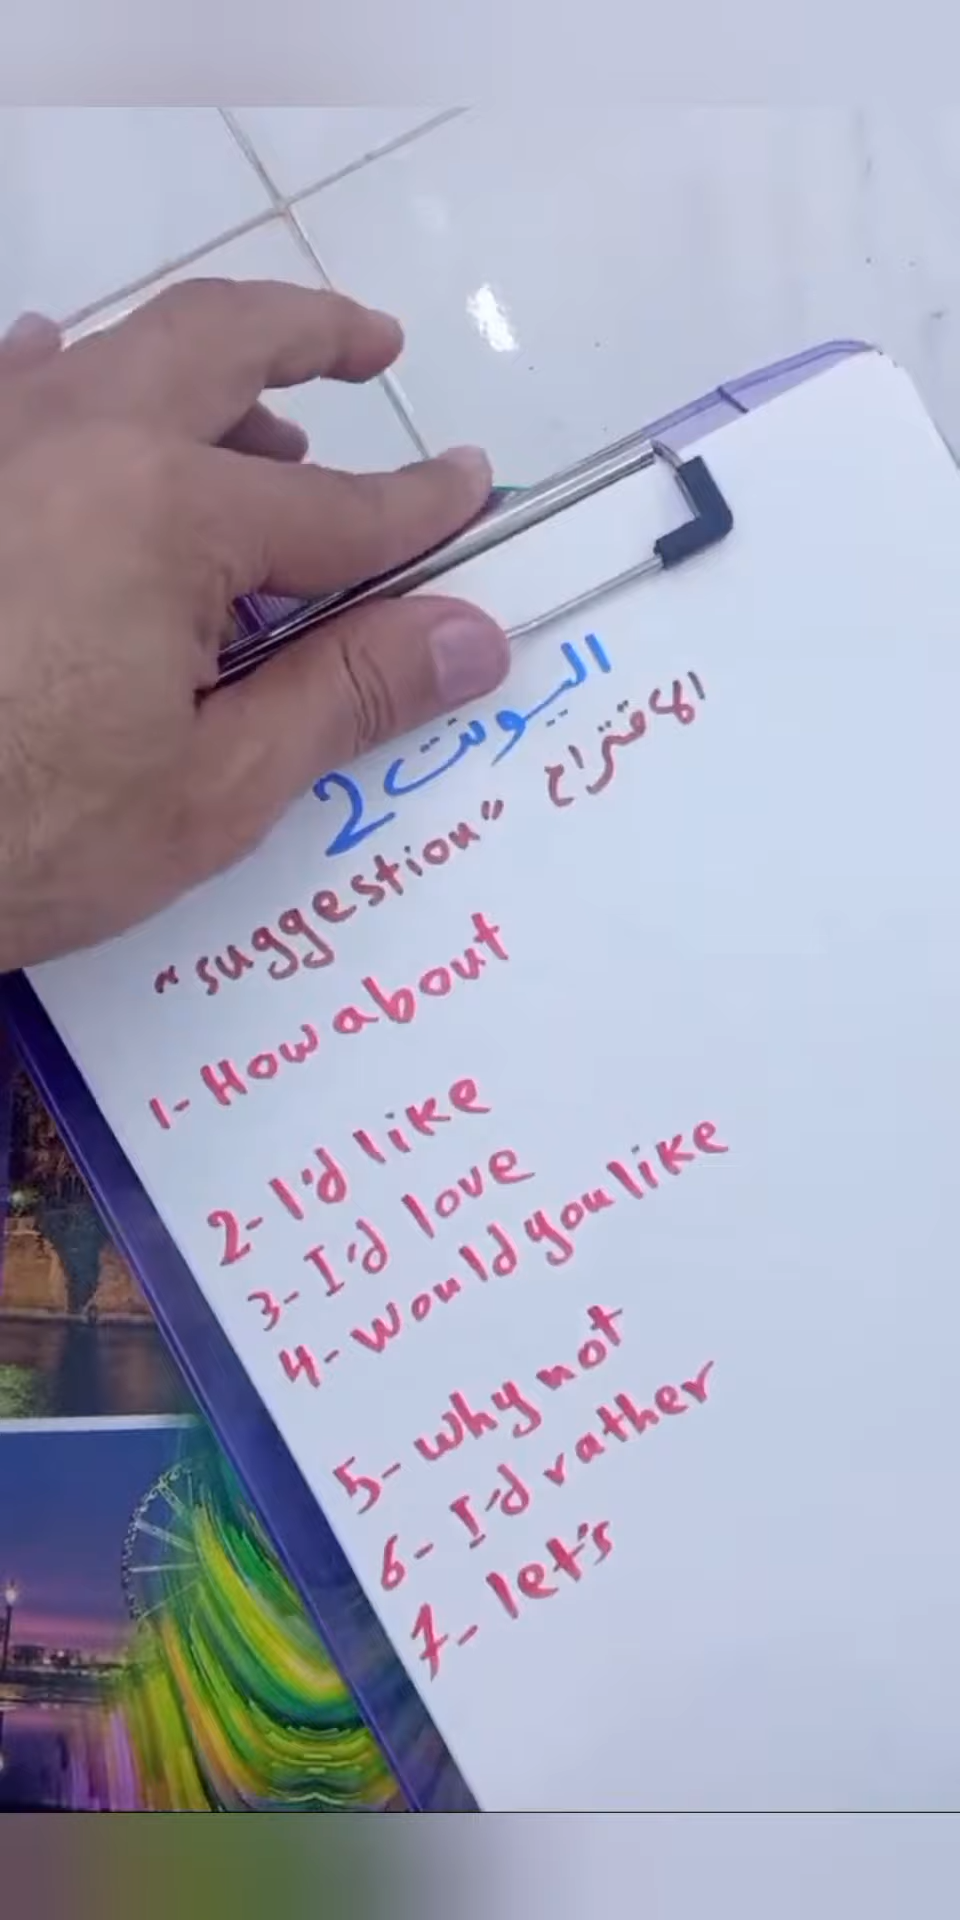 اليونت 2
"suggestion" الاقتراح
1- How about
2- I'd like
3- I'd love
4- Would you like
5- why not
6- I'd rather
7- let's